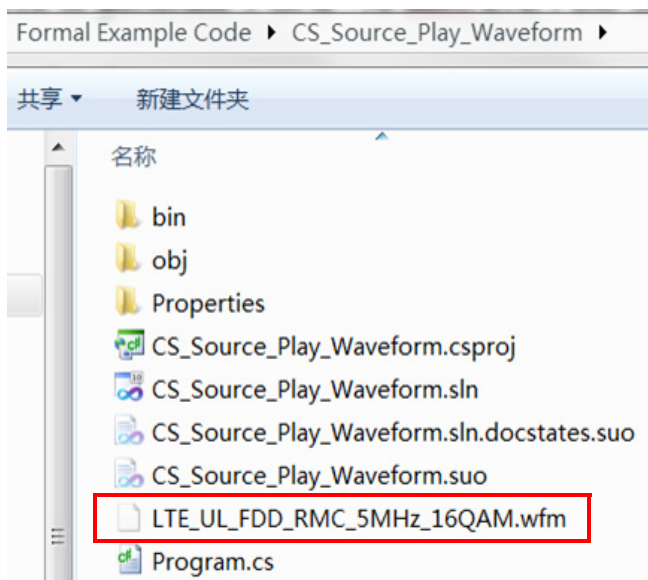 Formal Example Code ▸ CS_Source_Play_Waveform ▸
共享 ▾ 新建文件夹
名称
bin
obj
Properties
CS_Source_Play_Waveform.csproj
CS_Source_Play_Waveform.sln
CS_Source_Play_Waveform.sln.docstates.suo
CS_Source_Play_Waveform.suo
LTE_UL_FDD_RMC_5MHz_16QAM.wfm
Program.cs